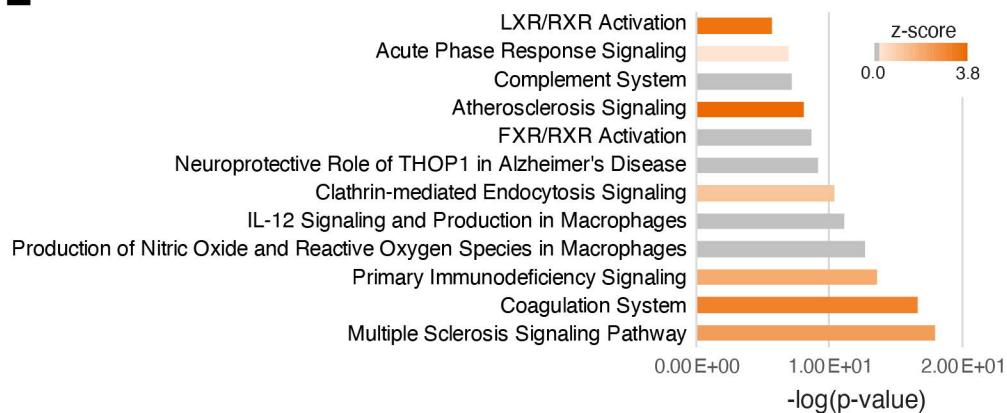 LXR/RXR Activation
Acute Phase Response Signaling
Complement System
Atherosclerosis Signaling
FXR/RXR Activation
Neuroprotective Role of THOP1 in Alzheimer's Disease
Clathrin-mediated Endocytosis Signaling
IL-12 Signaling and Production in Macrophages
Production of Nitric Oxide and Reactive Oxygen Species in Macrophages
Primary Immunodeficiency Signaling
Coagulation System
Multiple Sclerosis Signaling Pathway
z-score
0.0 3.8
0.00E+00 1.00E+01 2.00E+01
-log(p-value)